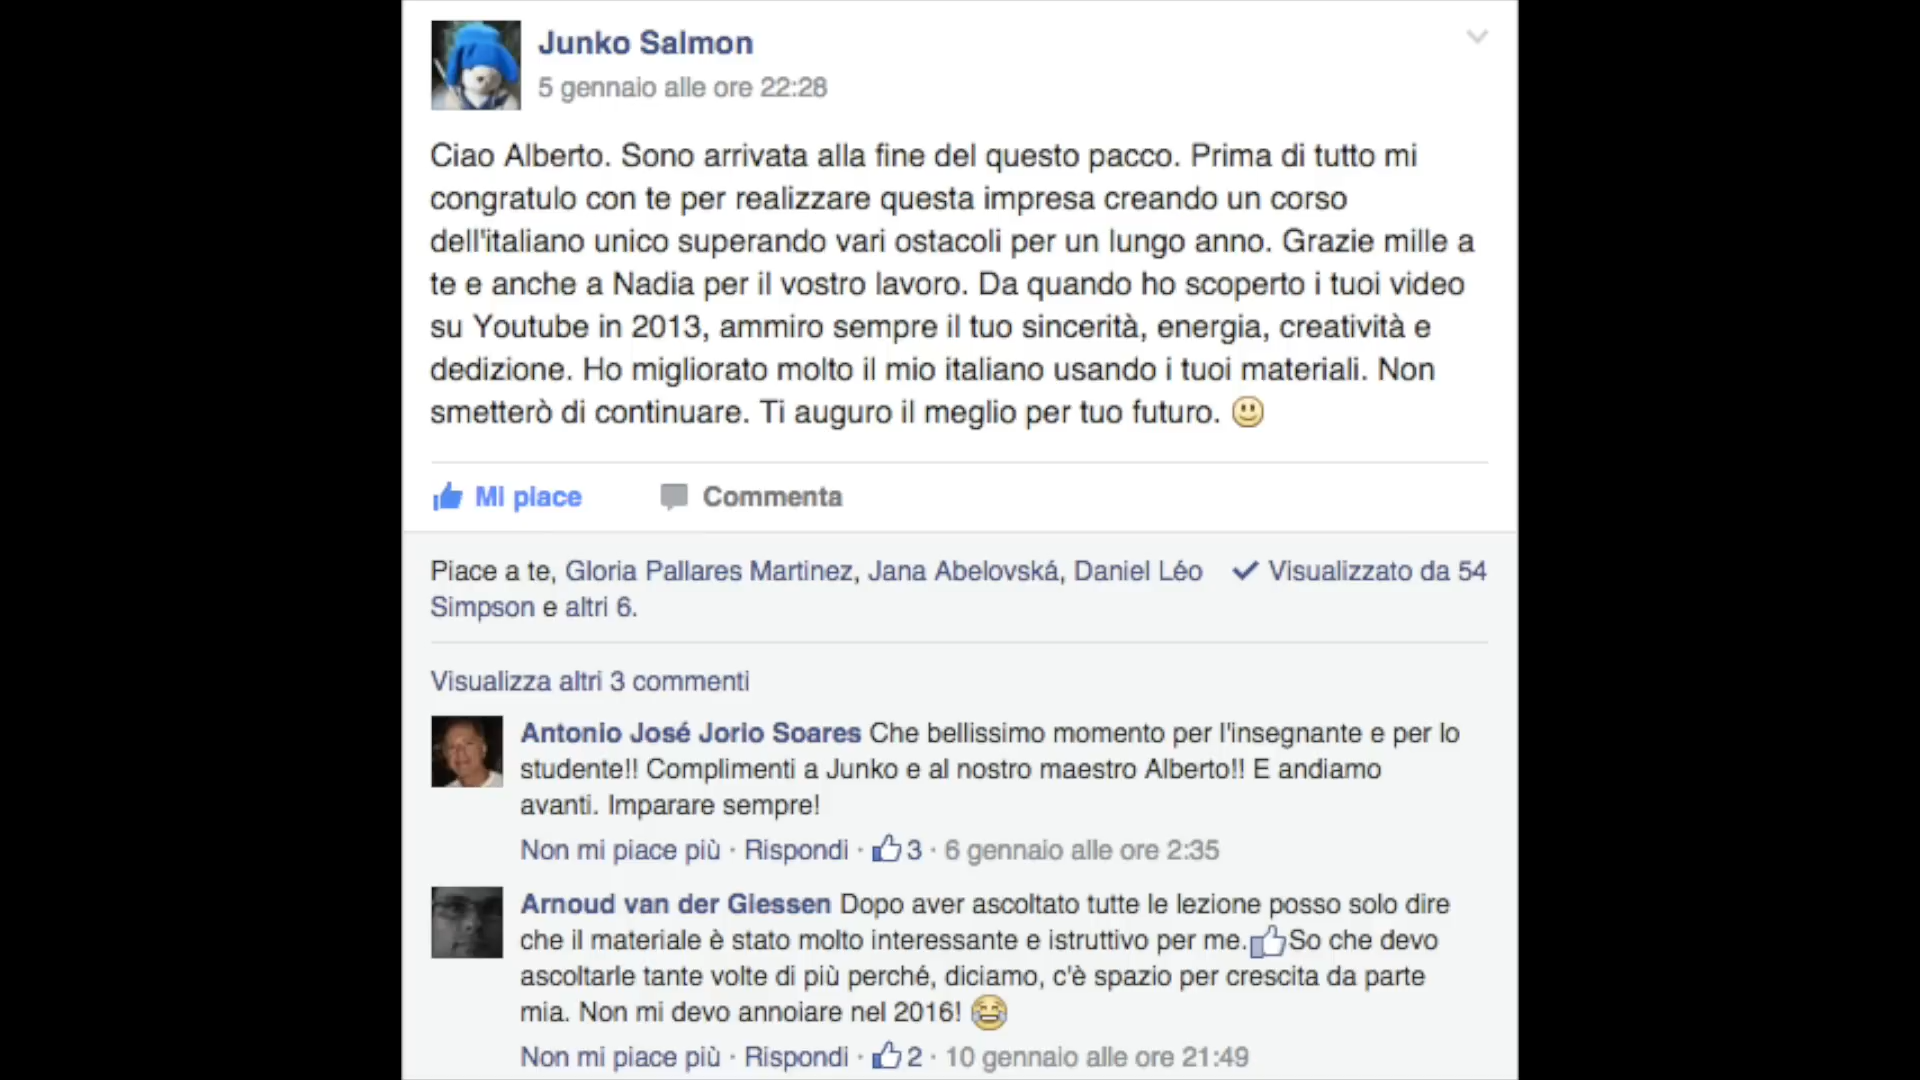 Junko Salmon
5 gennaio alle ore 22:28
Ciao Alberto. Sono arrivata alla fine del questo pacco. Prima di tutto mi
congratulo con te per realizzare questa impresa creando un corso
dell'italiano unico superando vari ostacoli per un lungo anno. Grazie mille a
te e anche a Nadia per il vostro lavoro. Da quando ho scoperto i tuoi video
su Youtube in 2013, ammiro sempre il tuo sincerità, energia, creatività e
dedizione. Ho migliorato molto il mio italiano usando i tuoi materiali. Non
smetterò di continuare. Ti auguro il meglio per tuo futuro. 🙂
Mi piace Commenta
Piace a te, Gloria Pallares Martinez, Jana Abelovská, Daniel Léo ✓ Visualizzato da 54
Simpson e altri 6.
Visualizza altri 3 commenti
Antonio José Jorio Soares Che bellissimo momento per l'insegnante e per lo
studente!! Complimenti a Junko e al nostro maestro Alberto!! E andiamo
avanti. Imparare sempre!
Non mi piace più · Rispondi · 3 · 6 gennaio alle ore 2:35
Arnoud van der Giessen Dopo aver ascoltato tutte le lezione posso solo dire
che il materiale è stato molto interessante e istruttivo per me. 👍 So che devo
ascoltarle tante volte di più perché, diciamo, c'è spazio per crescita da parte
mia. Non mi devo annoiare nel 2016! 😂
Non mi piace più · Rispondi · 2 · 10 gennaio alle ore 21:49